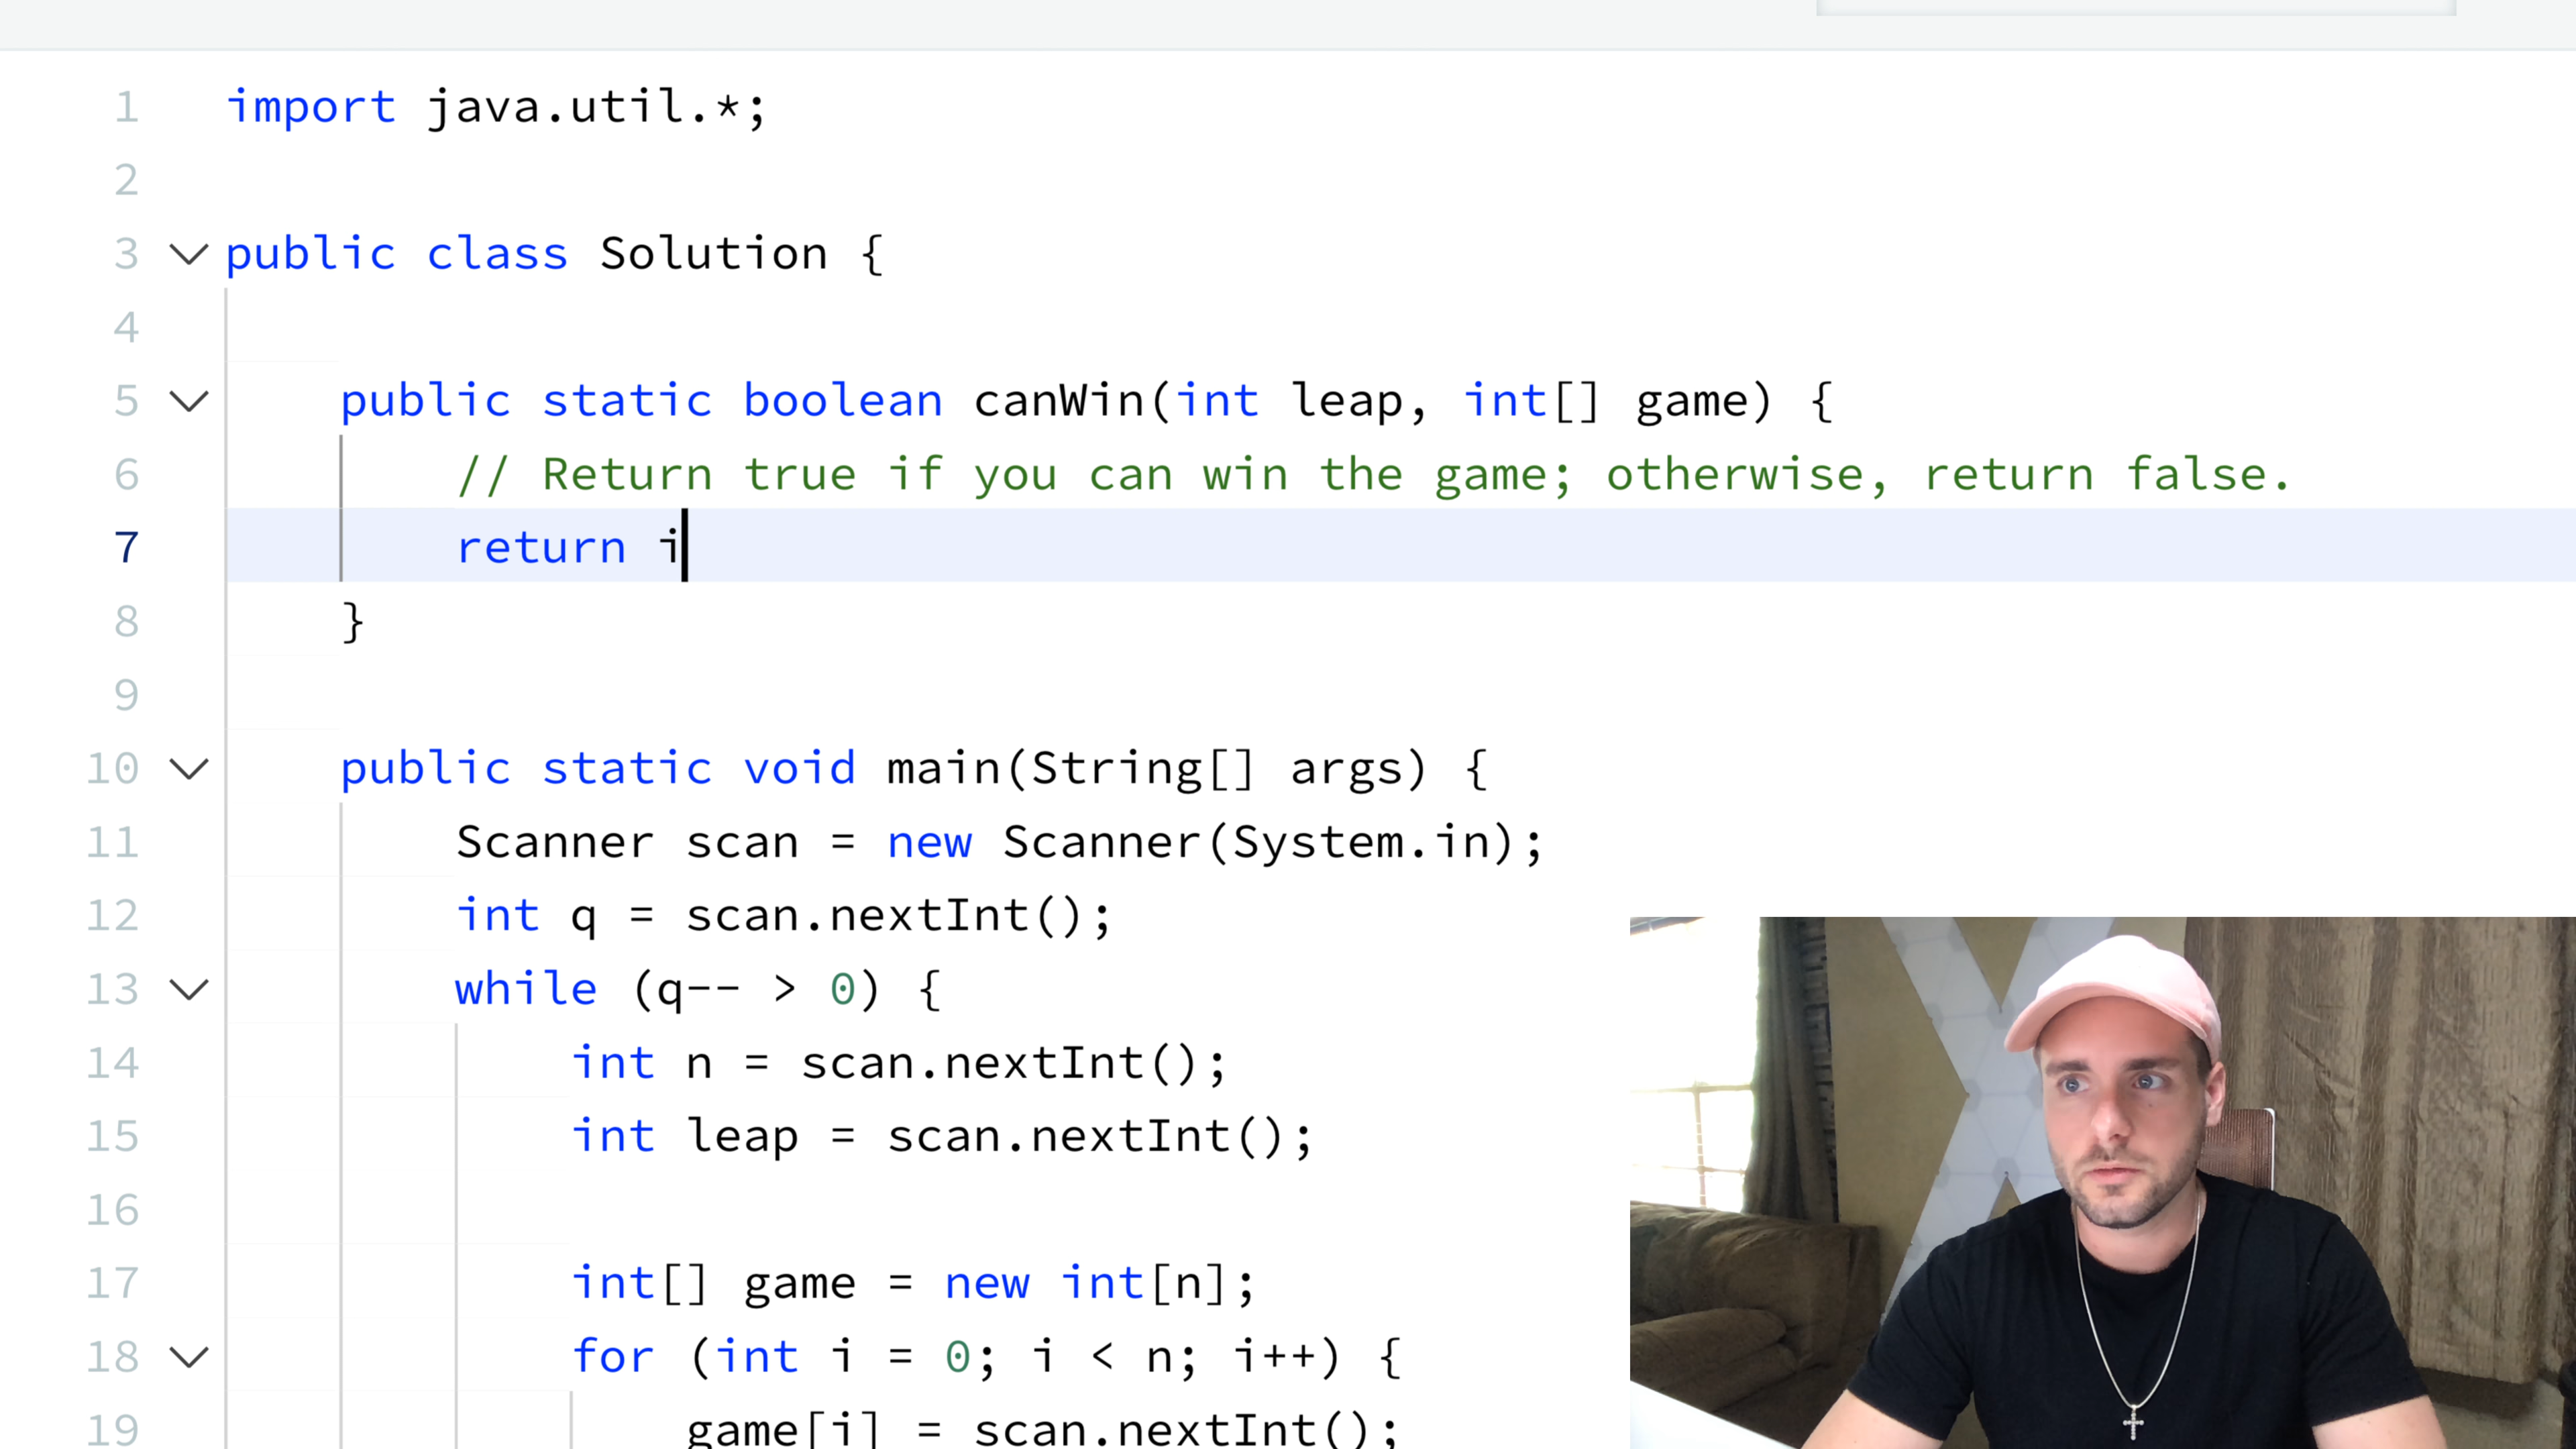 1 import java.util.*;
2
3 public class Solution {
4
5 public static boolean canWin(int leap, int[] game) {
6 // Return true if you can win the game; otherwise, return false.
7 return i
8 }
9
10 public static void main(String[] args) {
11 Scanner scan = new Scanner(System.in);
12 int q = scan.nextInt();
13 while (q-- > 0) {
14 int n = scan.nextInt();
15 int leap = scan.nextInt();
16
17 int[] game = new int[n];
18 for (int i = 0; i < n; i++) {
19 game[i] = scan.nextInt();